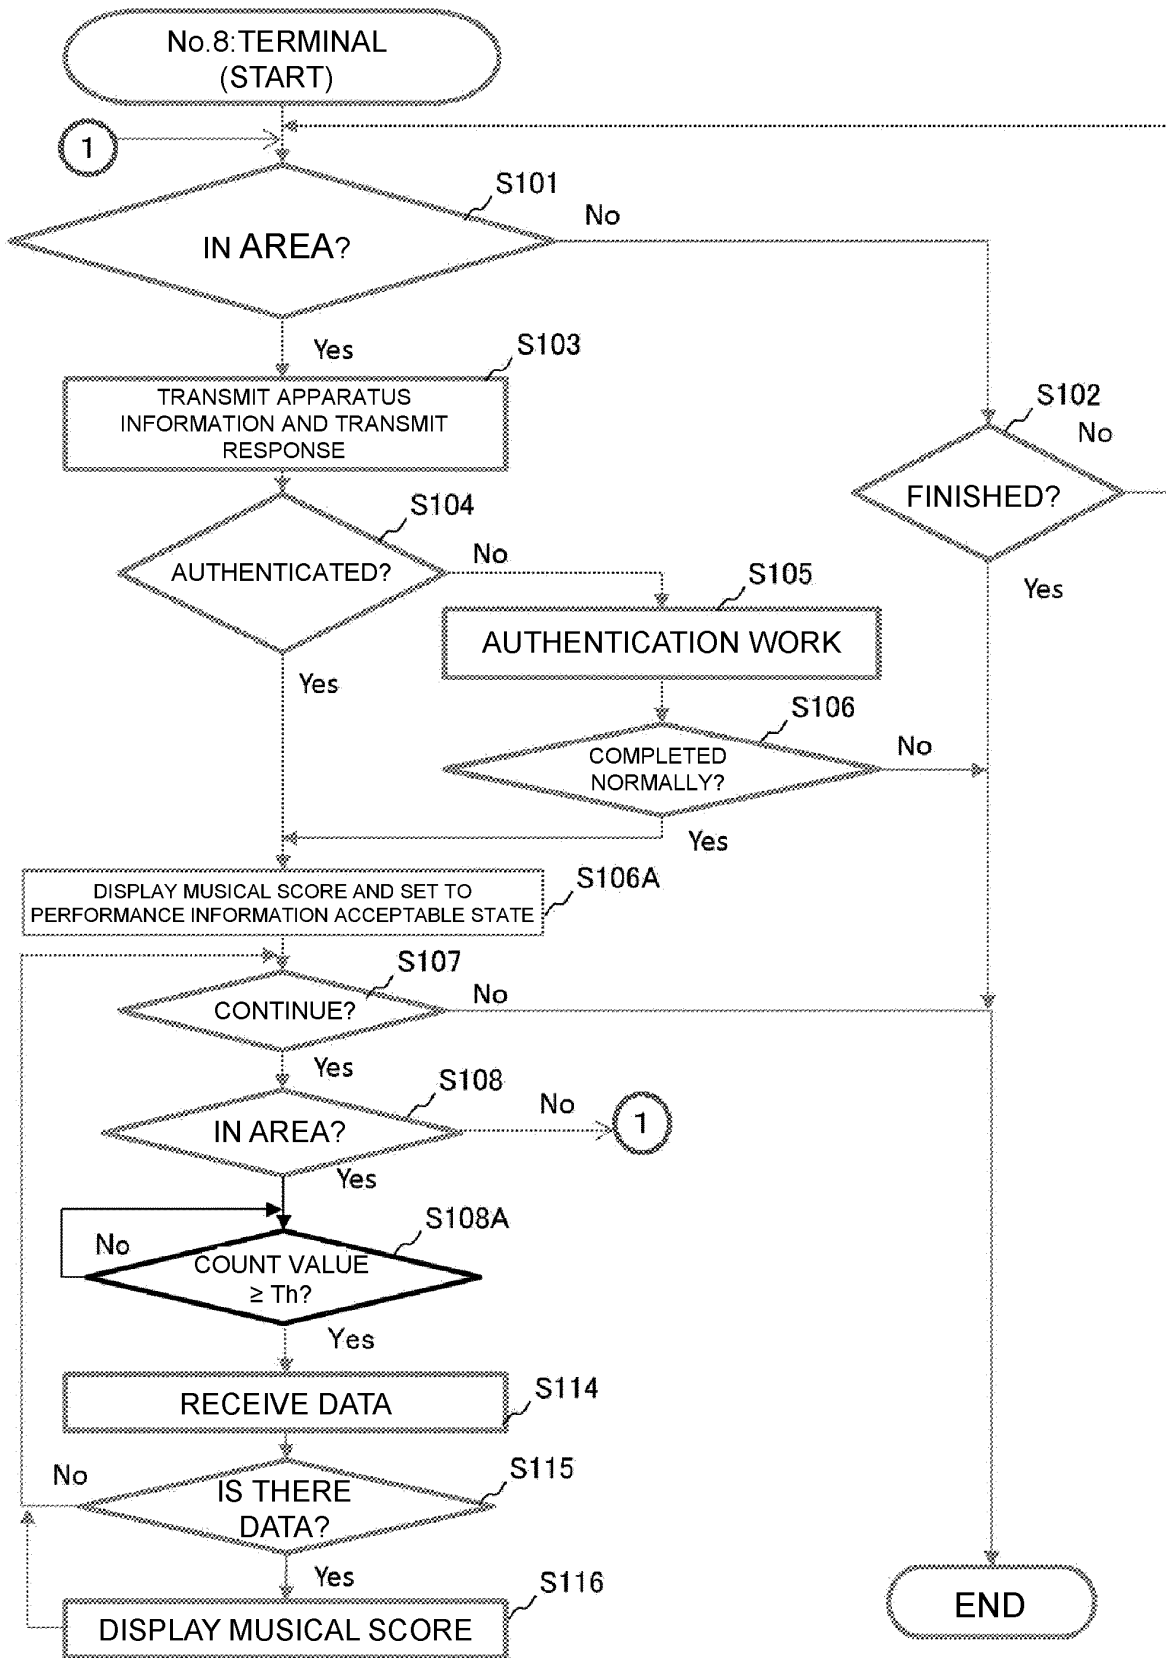 No.8:TERMINAL
(START)
1
S101
No
IN AREA?
Yes
S103
TRANSMIT APPARATUS
INFORMATION AND TRANSMIT
RESPONSE
S102
No
FINISHED?
Yes
S104
No
AUTHENTICATED?
Yes
S105
AUTHENTICATION WORK
S106
COMPLETED
NORMALLY?
No
Yes
S106A
DISPLAY MUSICAL SCORE AND SET TO
PERFORMANCE INFORMATION ACCEPTABLE STATE
S107
CONTINUE?
No
Yes
S108
IN AREA?
No
1
Yes
S108A
No
COUNT VALUE
≥ Th?
Yes
S114
RECEIVE DATA
S115
No
IS THERE
DATA?
Yes
S116
DISPLAY MUSICAL SCORE
END